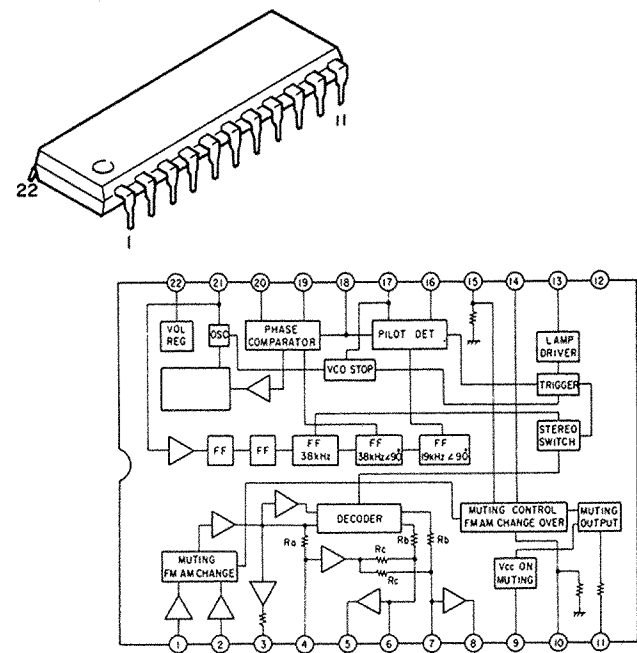 11
22
1
22 21 20 19 18 17 16 15 14 13 12
VOL
REG
OSC
PHASE
COMPARATOR
PILOT DET
LAMP
DRIVER
VCO STOP
TRIGGER
STEREO
SWITCH
FF
FF
FF
38kHz
FF
38kHz∠90°
FF
19kHz∠90°
DECODER
MUTING CONTROL
FM AM CHANGE OVER
MUTING
OUTPUT
Ra
Rb
Rb
Rc
Rc
MUTING
FM AM CHANGE
Vcc ON
MUTING
1 2 3 4 5 6 7 8 9 10 11